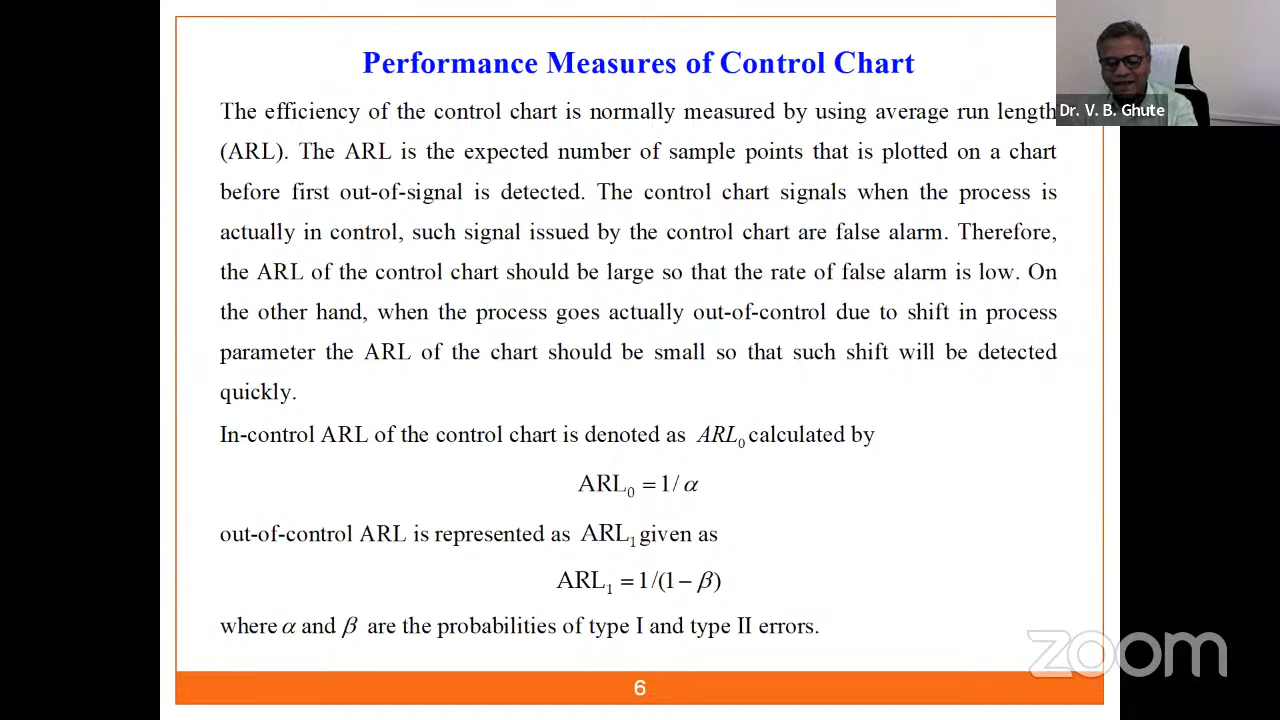 Performance Measures of Control Chart
Dr. V. B. Ghute
The efficiency of the control chart is normally measured by using average run length
(ARL). The ARL is the expected number of sample points that is plotted on a chart
before first out-of-signal is detected. The control chart signals when the process is
actually in control, such signal issued by the control chart are false alarm. Therefore,
the ARL of the control chart should be large so that the rate of false alarm is low. On
the other hand, when the process goes actually out-of-control due to shift in process
parameter the ARL of the chart should be small so that such shift will be detected
quickly.
In-control ARL of the control chart is denoted as ARL₀ calculated by
ARL₀ = 1/ α
out-of-control ARL is represented as ARL₁ given as
ARL₁ = 1/(1 − β)
where α and β are the probabilities of type I and type II errors.
zoom
6